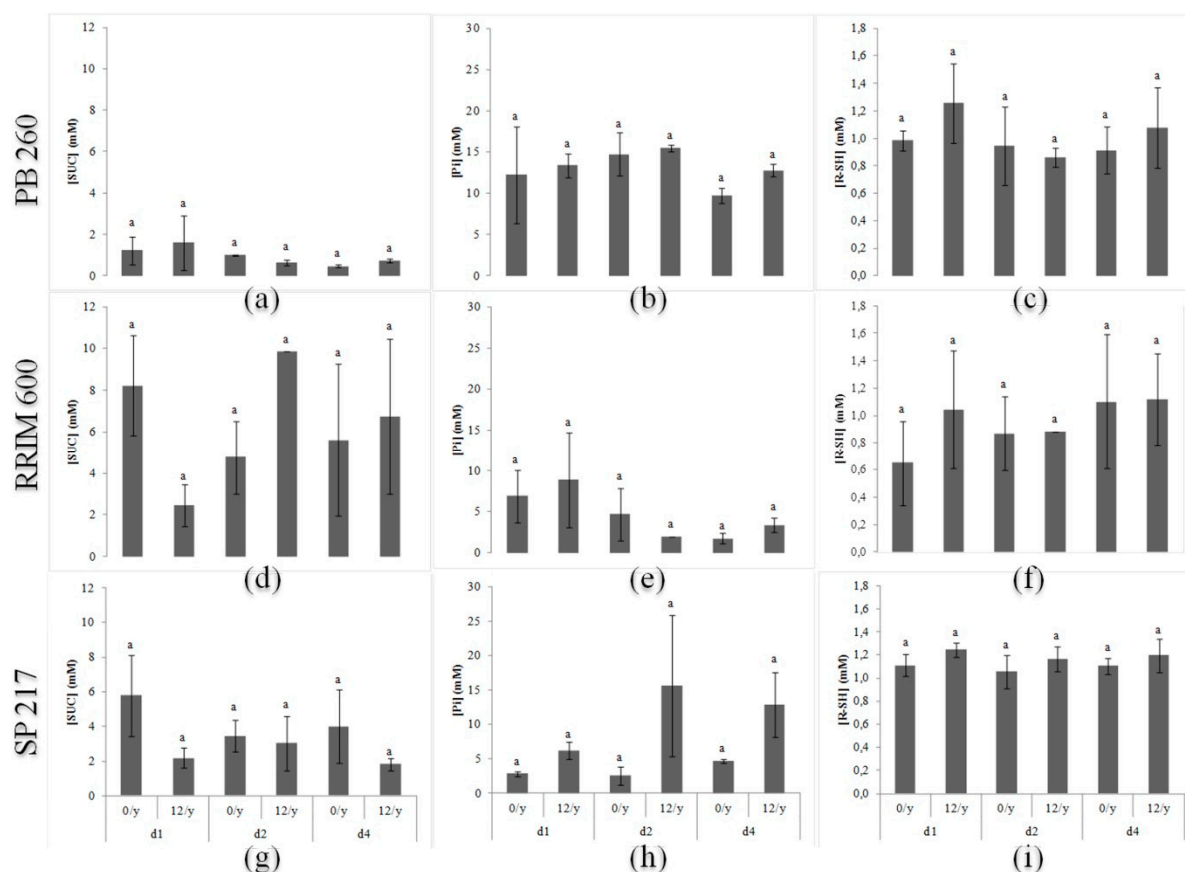 PB 260
[SUC] (mM)
12
10
8
6
4
2
0
a a a a a a
(a)
[Pi] (mM)
30
25
20
15
10
5
0
a a a a a a
(b)
[R-SH] (mM)
1,8
1,6
1,4
1,2
1,0
0,8
0,6
0,4
0,2
0,0
a a a a a a
(c)
RRIM 600
[SUC] (mM)
12
10
8
6
4
2
0
a a a a a a
(d)
[Pi] (mM)
30
25
20
15
10
5
0
a a a a a a
(e)
[R-SH] (mM)
1,8
1,6
1,4
1,2
1,0
0,8
0,6
0,4
0,2
0,0
a a a a a a
(f)
SP 217
[SUC] (mM)
12
10
8
6
4
2
0
a a a a a a
0/y 12/y 0/y 12/y 0/y 12/y
d1 d2 d4
(g)
[Pi] (mM)
30
25
20
15
10
5
0
a a a a a a
0/y 12/y 0/y 12/y 0/y 12/y
d1 d2 d4
(h)
[R-SH] (mM)
1,8
1,6
1,4
1,2
1,0
0,8
0,6
0,4
0,2
0,0
a a a a a a
0/y 12/y 0/y 12/y 0/y 12/y
d1 d2 d4
(i)